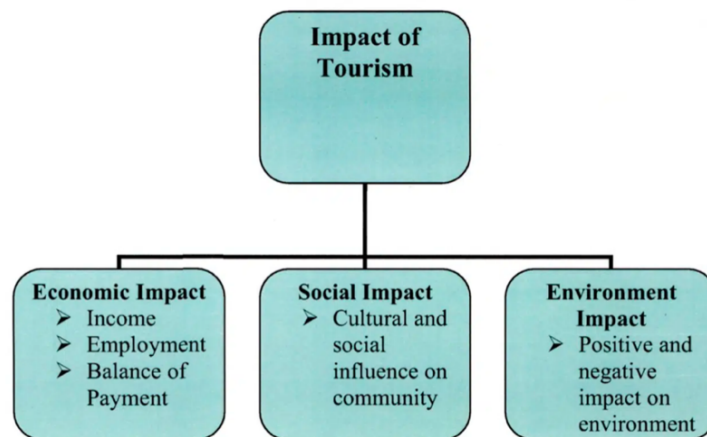 Impact of
Tourism
Economic Impact
➢ Income
➢ Employment
➢ Balance of
Payment
Social Impact
➢ Cultural and
social
influence on
community
Environment
Impact
➢ Positive and
negative
impact on
environment